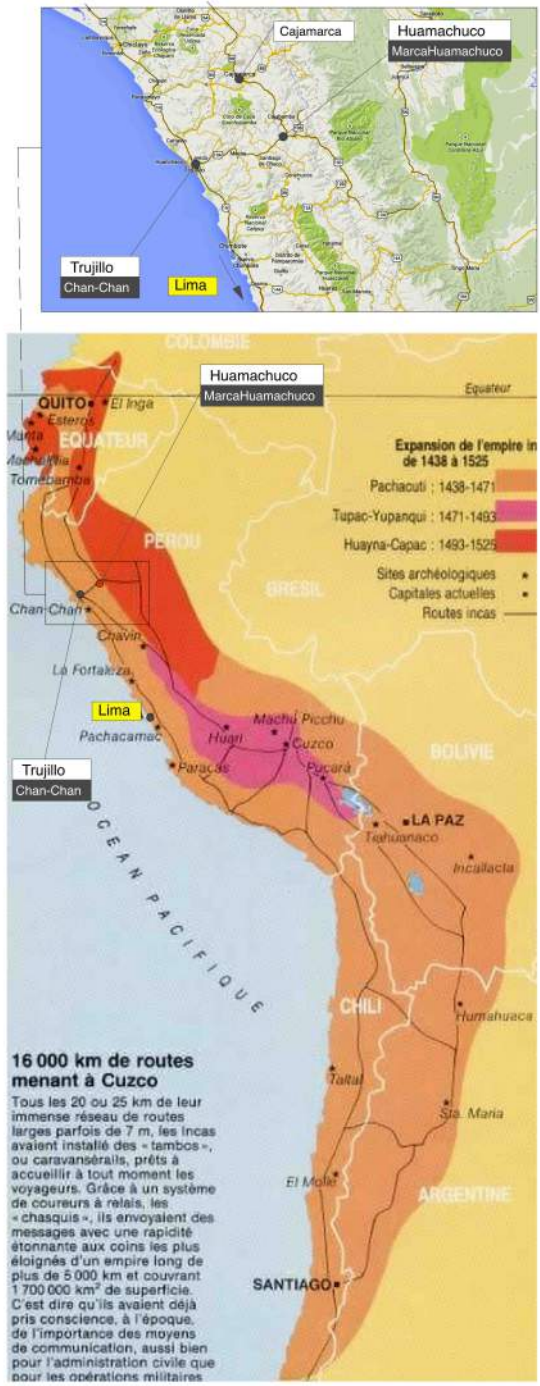 Cajamarca
Huamachuco
MarcaHuamachuco
Trujillo
Chan-Chan
Lima
COLOMBIE
Huamachuco
MarcaHuamachuco
Equateur
QUITO
El Inga
Esteros
Manta
EQUATEUR
Tomebamba
Expansion de l'empire in
de 1438 à 1525
Pachacuti : 1438-1471
Tupac-Yupanqui : 1471-1493
Huayna-Capac : 1493-1525
PEROU
BRESIL
Sites archéologiques
Capitales actuelles
Routes incas
Chan-Chan
Chavin
La Fortaleza
Lima
Pachacamac
Huari
Machu Picchu
Cuzco
BOLIVIE
Trujillo
Chan-Chan
Paracas
Pucará
LA PAZ
Tiahuanaco
Incallacta
OCEAN PACIFIQUE
CHILI
Humahuaca
Taltal
Sta. Maria
El Molle
ARGENTINE
SANTIAGO
16 000 km de routes
menant à Cuzco
Tous les 20 ou 25 km de leur
immense réseau de routes
larges parfois de 7 m, les Incas
avaient installé des « tambos »,
ou caravansérails, prêts à
accueillir à tout moment les
voyageurs. Grâce à un système
de coureurs à relais, les
« chasquis », ils envoyaient des
messages avec une rapidité
étonnante aux coins les plus
éloignés d'un empire long de
plus de 5 000 km et couvrant
1 700 000 km² de superficie.
C'est dire qu'ils avaient déjà
pris conscience, à l'époque,
de l'importance des moyens
de communication, aussi bien
pour l'administration civile que
pour les opérations militaires